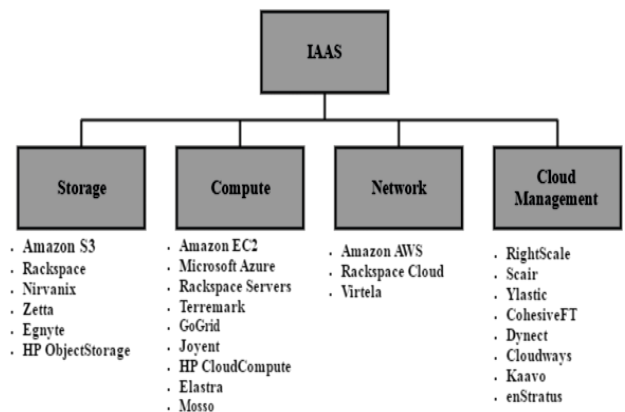 IAAS
Storage
Compute
Network
Cloud
Management
. Amazon S3
. Rackspace
. Nirvanix
. Zetta
. Egnyte
. HP ObjectStorage
. Amazon EC2
. Microsoft Azure
. Rackspace Servers
. Terremark
. GoGrid
. Joyent
. HP CloudCompute
. Elastra
. Mosso
. Amazon AWS
. Rackspace Cloud
. Virtela
. RightScale
. Scair
. Ylastic
. CohesiveFT
. Dynect
. Cloudways
. Kaavo
. enStratus